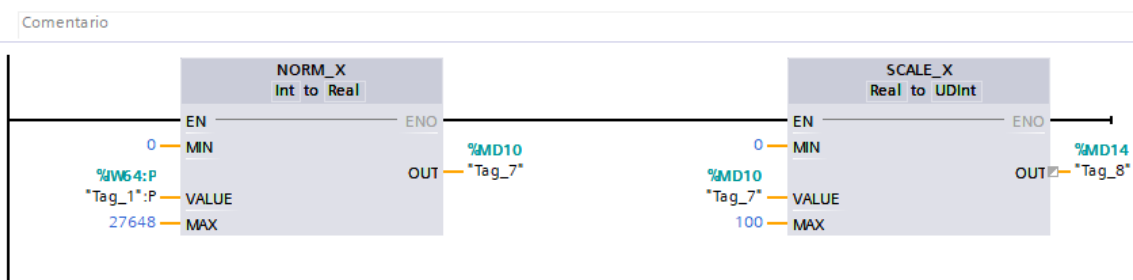 Comentario
NORM_X
Int to Real
EN
ENO
0
MIN
%IW64:P
"Tag_1":P
VALUE
27648
MAX
OUT
%MD10
"Tag_7"
SCALE_X
Real to UDInt
EN
ENO
0
MIN
%MD10
"Tag_7"
VALUE
100
MAX
OUT
%MD14
"Tag_8"